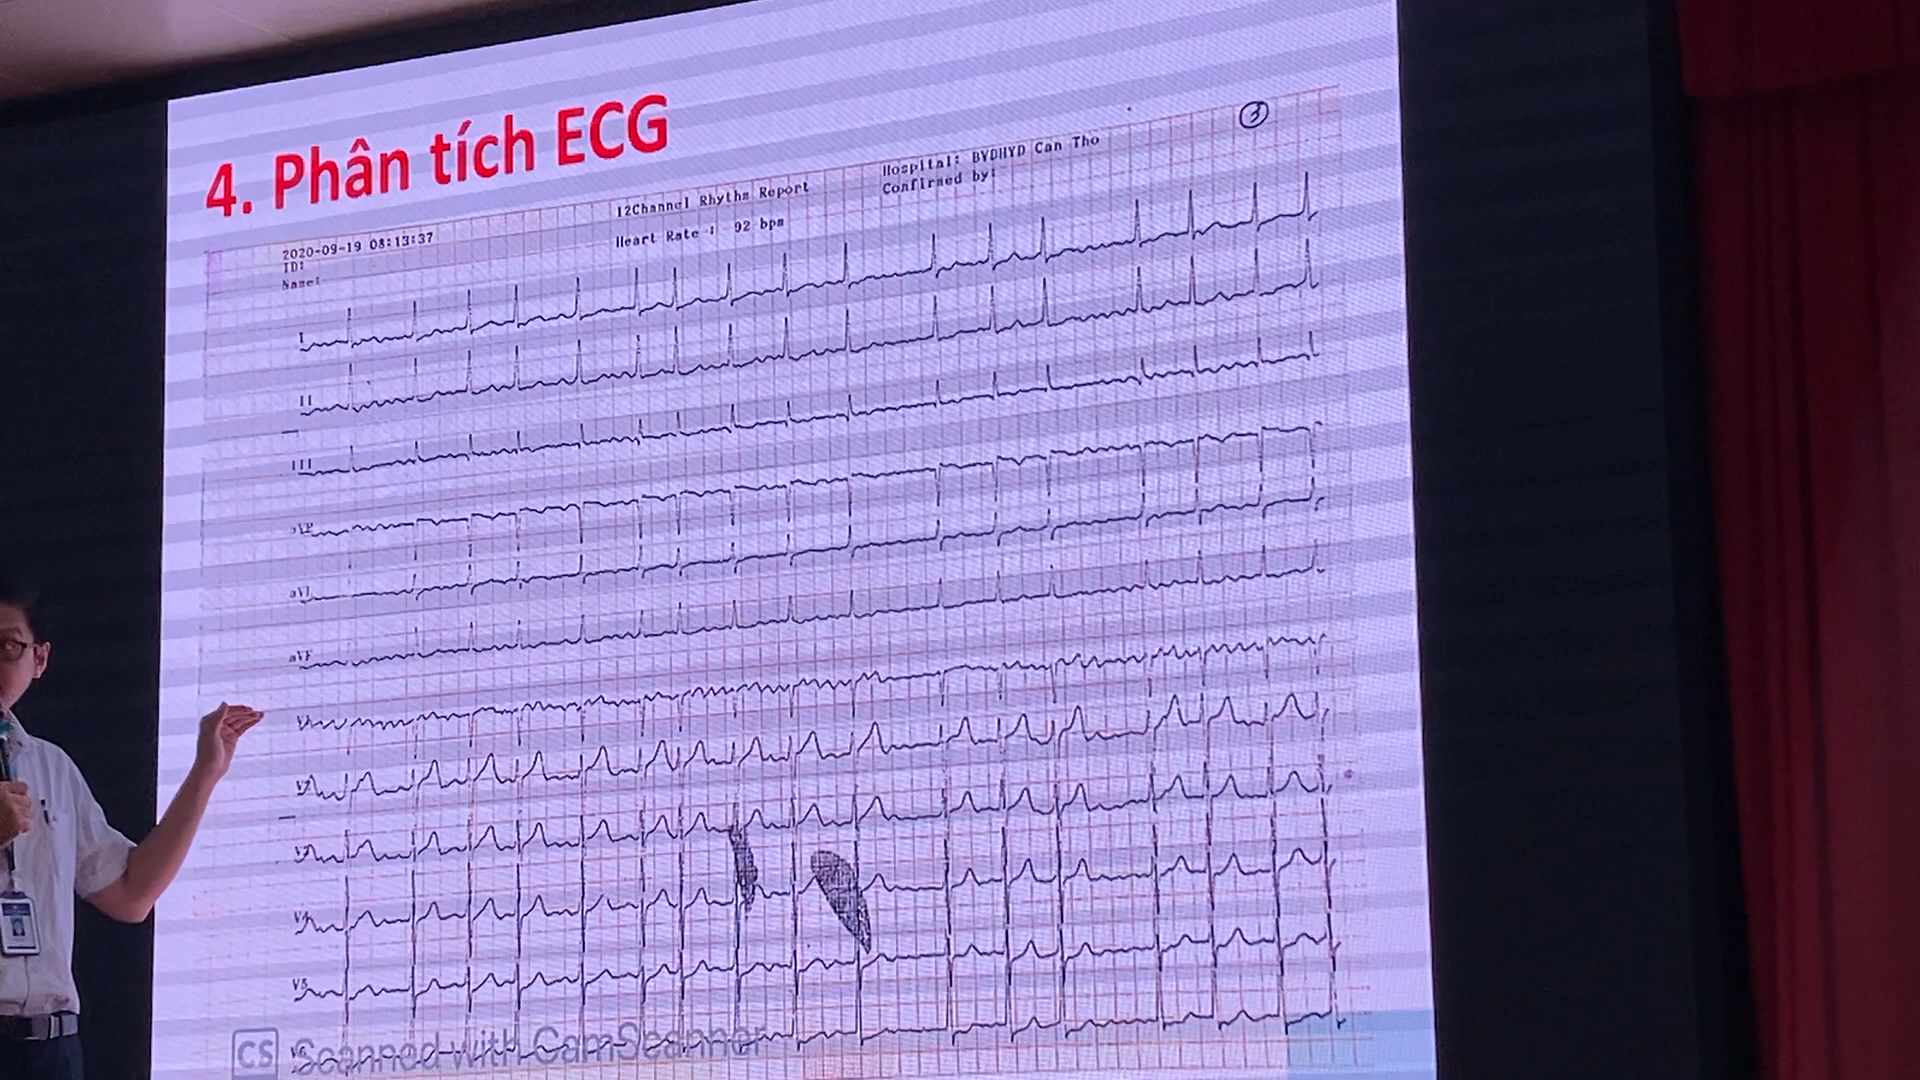 4. Phân tích ECG
3
Hospital: BVDHYD Can Tho
Confirmed by:
12Channel Rhythm Report
Heart Rate : 92 bpm
2020-09-19 08:13:37
ID:
Name:
I
II
III
aVR
aVL
aVF
V1
V2
V3
V4
V5
V6
CS Scanned with CamScanner